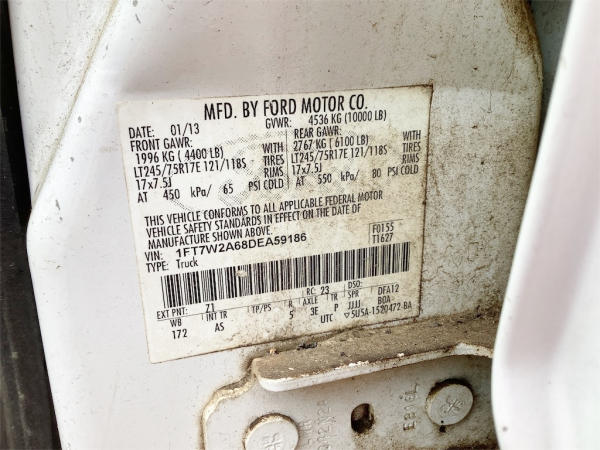 MFD. BY FORD MOTOR CO.
DATE: 01/13 GVWR: 4536 KG (10000 LB)
FRONT GAWR: REAR GAWR:
1996 KG (4400 LB) WITH 2767 KG (6100 LB) WITH
LT245/75R17E 121/118S TIRES LT245/75R17E 121/118S TIRES
17x7.5J RIMS 17x7.5J RIMS
AT 450 kPa/ 65 PSI COLD AT 550 kPa/ 80 PSI COLD
THIS VEHICLE CONFORMS TO ALL APPLICABLE FEDERAL MOTOR
VEHICLE SAFETY STANDARDS IN EFFECT ON THE DATE OF
MANUFACTURE SHOWN ABOVE.
VIN: 1FT7W2A68DEA59186 F0155
TYPE: Truck T1627
EXT PNT: Z1 RC: 23 DSO:
WB INT TR TP/PS R AXLE TR SPR DFA12
172 AS 5 3E P JJJJ BOA
UTC ▽5U5A-1520472-BA